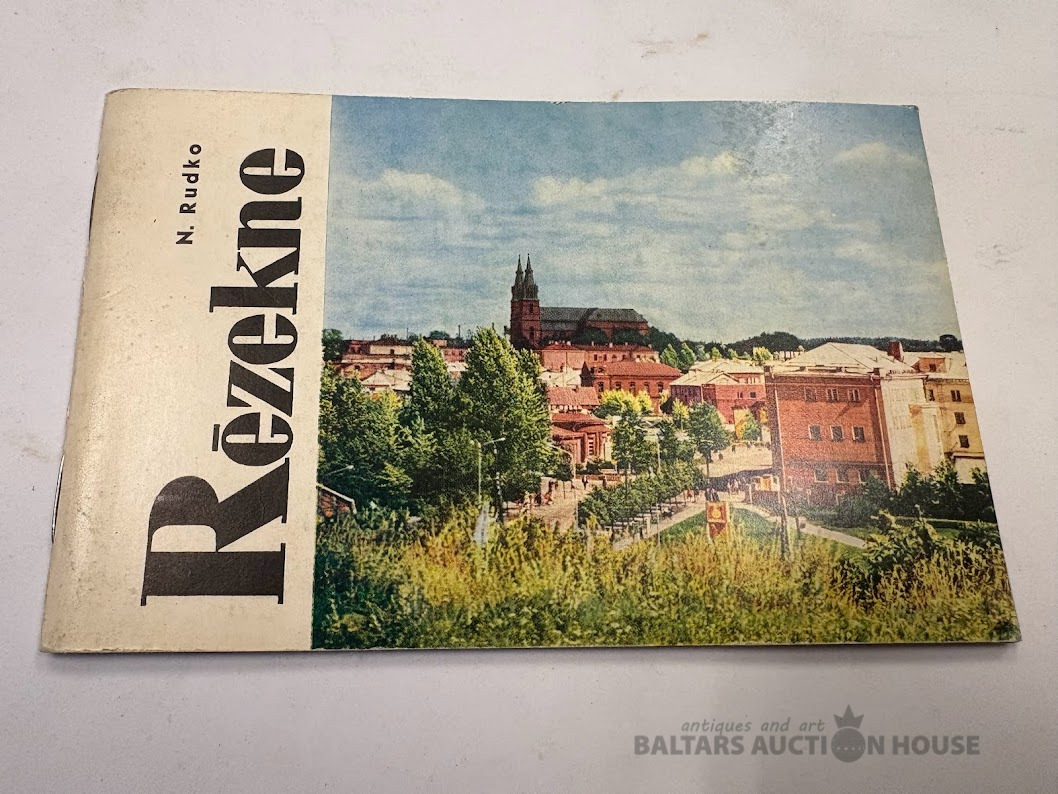 N. Rudko
Rēzekne
antiques and art
BALTARS AUCTION HOUSE